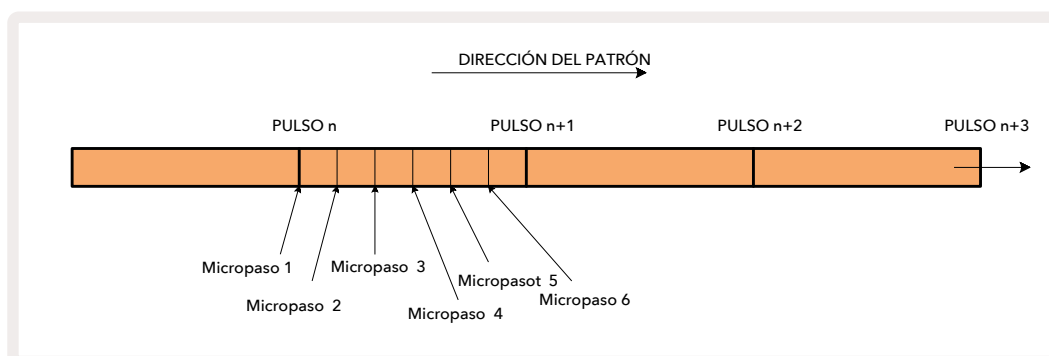 DIRECCIÓN DEL PATRÓN
PULSO n
PULSO n+1
PULSO n+2
PULSO n+3
Micropaso 1
Micropaso 2
Micropaso 3
Micropaso 4
Micropasot 5
Micropaso 6